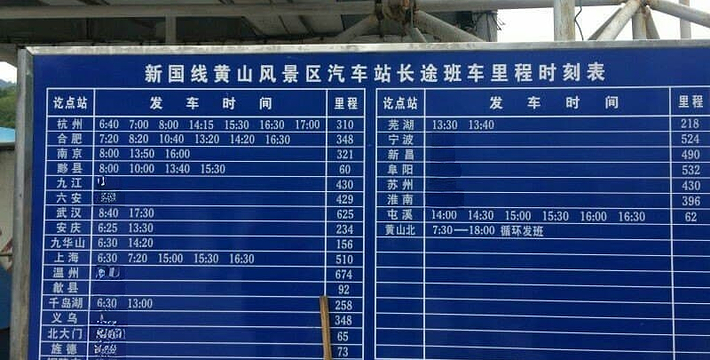 新国线黄山风景区汽车站长途班车里程时刻表
讫点站 发车时间 里程
杭州 6:40 7:00 8:00 14:15 15:30 16:30 17:00 310
合肥 7:20 8:20 10:40 13:20 14:20 16:30 348
南京 8:00 13:50 16:00 321
黟县 8:00 10:00 13:40 15:30 60
九江 430
六安 429
武汉 8:40 17:30 625
安庆 6:25 13:30 234
九华山 6:30 14:20 156
上海 6:30 7:20 15:00 15:30 16:30 510
温州 674
歙县 92
千岛湖 6:30 13:00 258
义乌 348
北大门 65
旌德 73
讫点站 发车时间 里程
芜湖 13:30 13:40 218
宁波 524
新昌 490
阜阳 532
苏州 430
淮南 396
屯溪 14:00 14:30 15:00 15:30 16:00 16:30 62
黄山北 7:30—18:00 循环发班